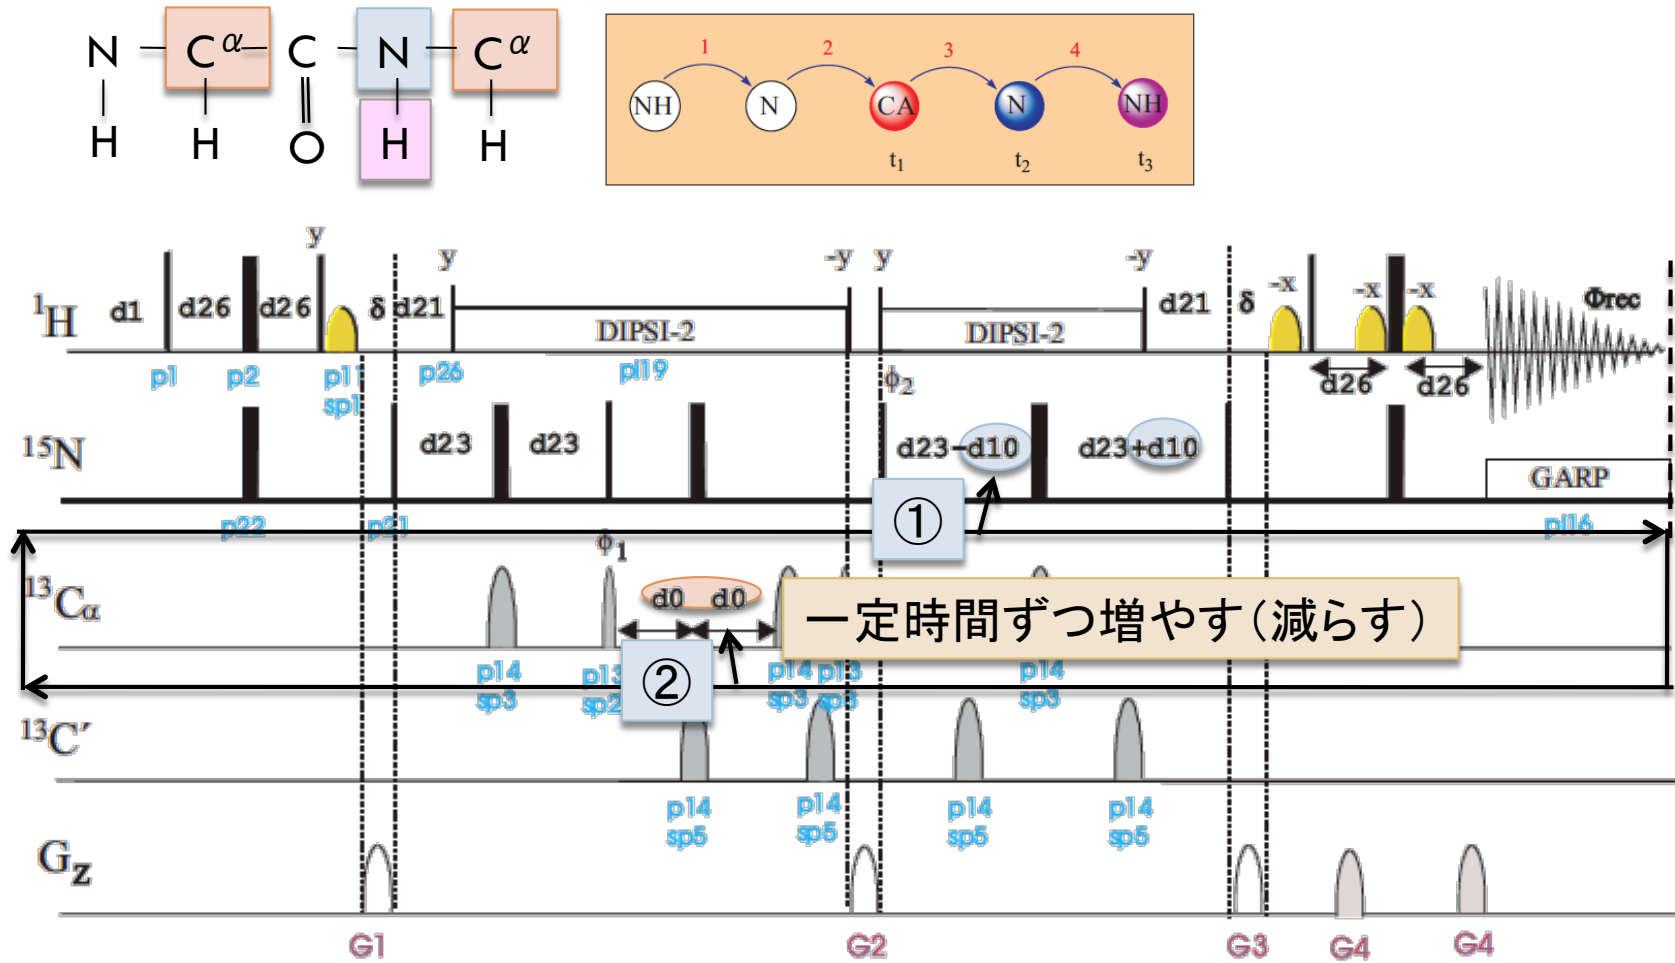 N C α C N C α
H H O H H
1 2 3 4
NH N CA N NH
t1 t2 t3
y y -y y -y -x -x -x
1H d1 d26 d26 δ d21 DIPSI-2 DIPSI-2 d21 δ d26 d26 Φrec
p1 p2 p11 p26 pl19
sp1
ϕ2
15N d23 d23 d23-d10 d23+d10 GARP
p22 p21 ① pl16
ϕ1
13Cα d0 d0 一定時間ずつ増やす(減らす)
p14 p13 ② p14 p13 p14
sp3 sp2 sp3 sp3 sp3
13C′
p14 p14 p14 p14
sp5 sp5 sp5 sp5
Gz
G1 G2 G3 G4 G4